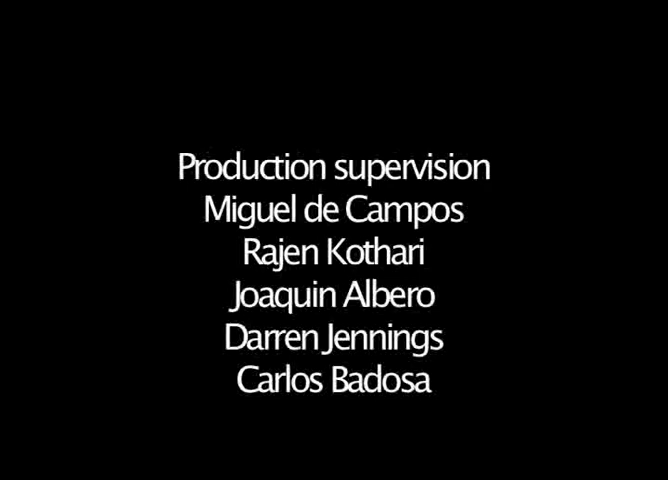 Production supervision
Miguel de Campos
Rajen Kothari
Joaquin Albero
Darren Jennings
Carlos Badosa